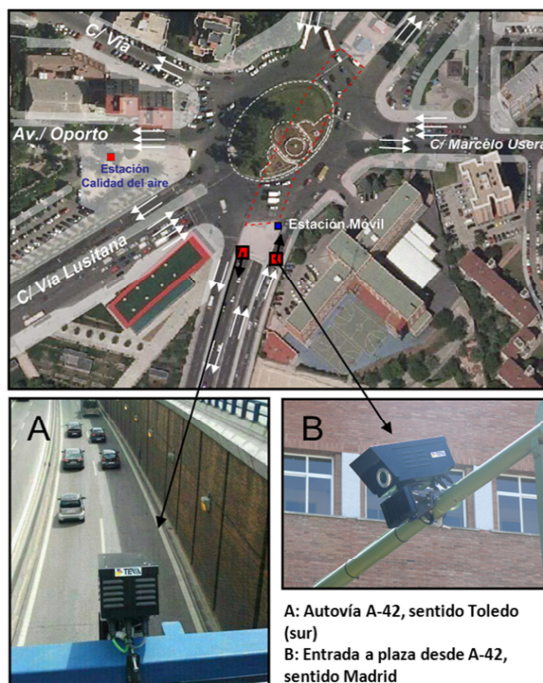 C/ Vía
Av./ Oporto
Estación
Calidad del aire
C/ Marcelo Usera
Estación Móvil
C/ Vía Lusitana
A
TEVA
B
A: Autovía A-42, sentido Toledo
(sur)
B: Entrada a plaza desde A-42,
sentido Madrid